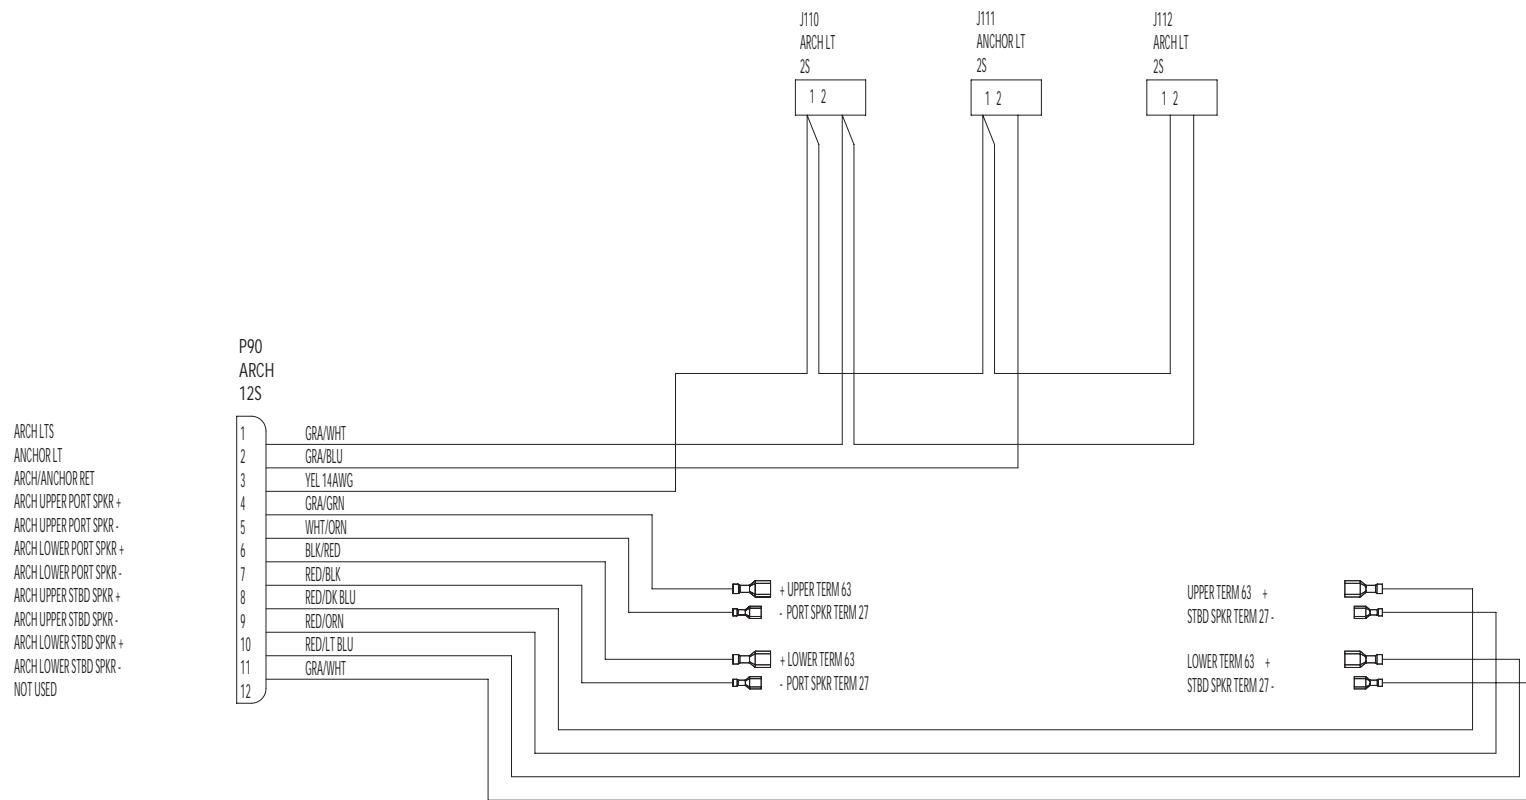 J110
ARCH LT
2S
1 2
J111
ANCHOR LT
2S
1 2
J112
ARCH LT
2S
1 2
P90
ARCH
12S
ARCH LTS 1 GRA/WHT
ANCHOR LT 2 GRA/BLU
ARCH/ANCHOR RET 3 YEL 14AWG
ARCH UPPER PORT SPKR + 4 GRA/GRN
ARCH UPPER PORT SPKR - 5 WHT/ORN
ARCH LOWER PORT SPKR + 6 BLK/RED
ARCH LOWER PORT SPKR - 7 RED/BLK
ARCH UPPER STBD SPKR + 8 RED/DK BLU
ARCH UPPER STBD SPKR - 9 RED/ORN
ARCH LOWER STBD SPKR + 10 RED/LT BLU
ARCH LOWER STBD SPKR - 11 GRA/WHT
NOT USED 12
+ UPPER TERM 63
- PORT SPKR TERM 27
+ LOWER TERM 63
- PORT SPKR TERM 27
UPPER TERM 63 +
STBD SPKR TERM 27 -
LOWER TERM 63 +
STBD SPKR TERM 27 -